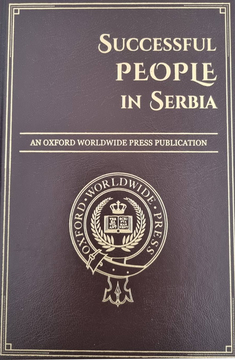 SUCCESSFUL
PEOPLE
IN SERBIA
AN OXFORD WORLDWIDE PRESS PUBLICATION
OXFORD · WORLDWIDE · PRESS